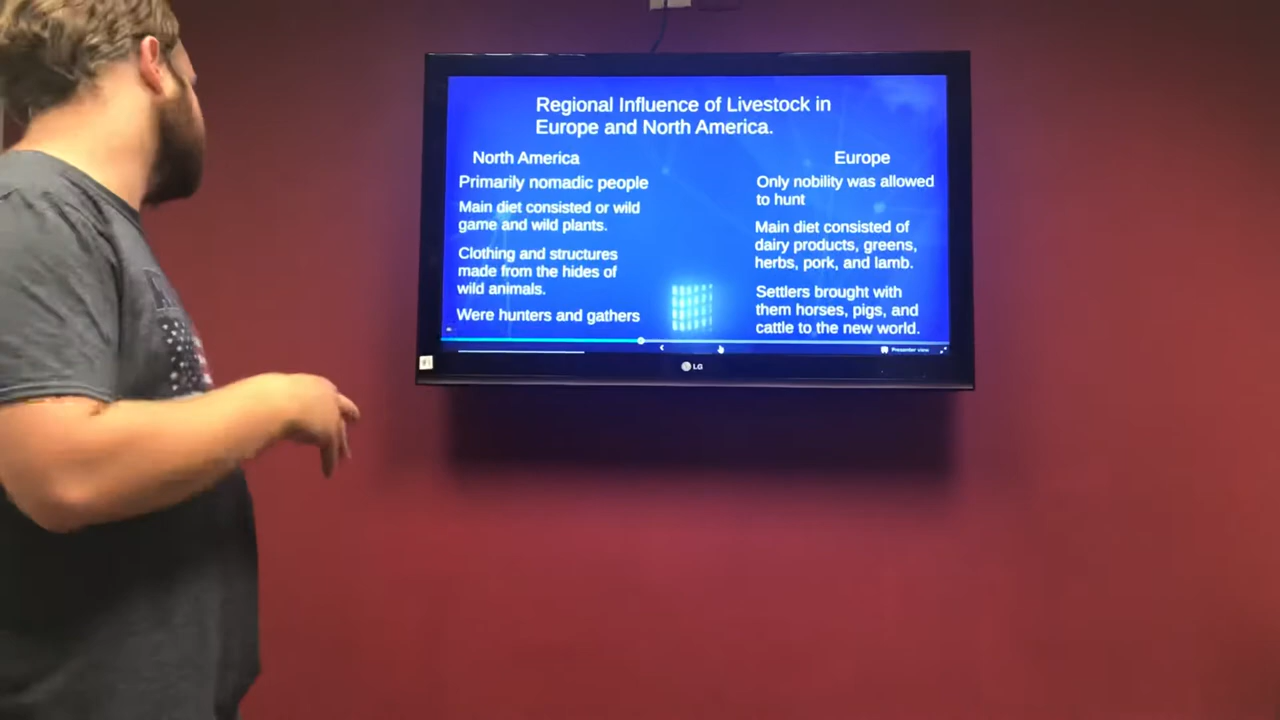 Regional Influence of Livestock in
Europe and North America.
North America
Primarily nomadic people
Main diet consisted or wild
game and wild plants.
Clothing and structures
made from the hides of
wild animals.
Were hunters and gathers
Europe
Only nobility was allowed
to hunt
Main diet consisted of
dairy products, greens,
herbs, pork, and lamb.
Settlers brought with
them horses, pigs, and
cattle to the new world.
Presenter view
LG